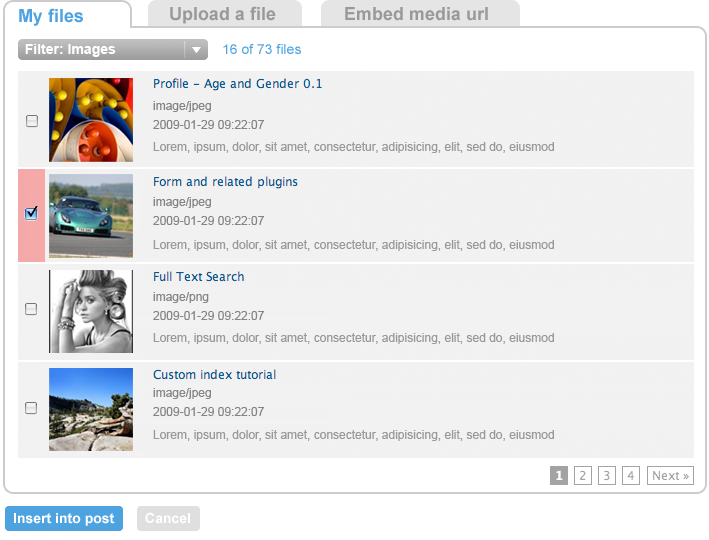 My files Upload a file Embed media url
Filter: Images 16 of 73 files
Profile – Age and Gender 0.1
image/jpeg
2009-01-29 09:22:07
Lorem, ipsum, dolor, sit amet, consectetur, adipisicing, elit, sed do, eiusmod
Form and related plugins
image/jpeg
2009-01-29 09:22:07
Lorem, ipsum, dolor, sit amet, consectetur, adipisicing, elit, sed do, eiusmod
Full Text Search
image/png
2009-01-29 09:22:07
Lorem, ipsum, dolor, sit amet, consectetur, adipisicing, elit, sed do, eiusmod
Custom index tutorial
image/jpeg
2009-01-29 09:22:07
Lorem, ipsum, dolor, sit amet, consectetur, adipisicing, elit, sed do, eiusmod
1 2 3 4 Next »
Insert into post Cancel